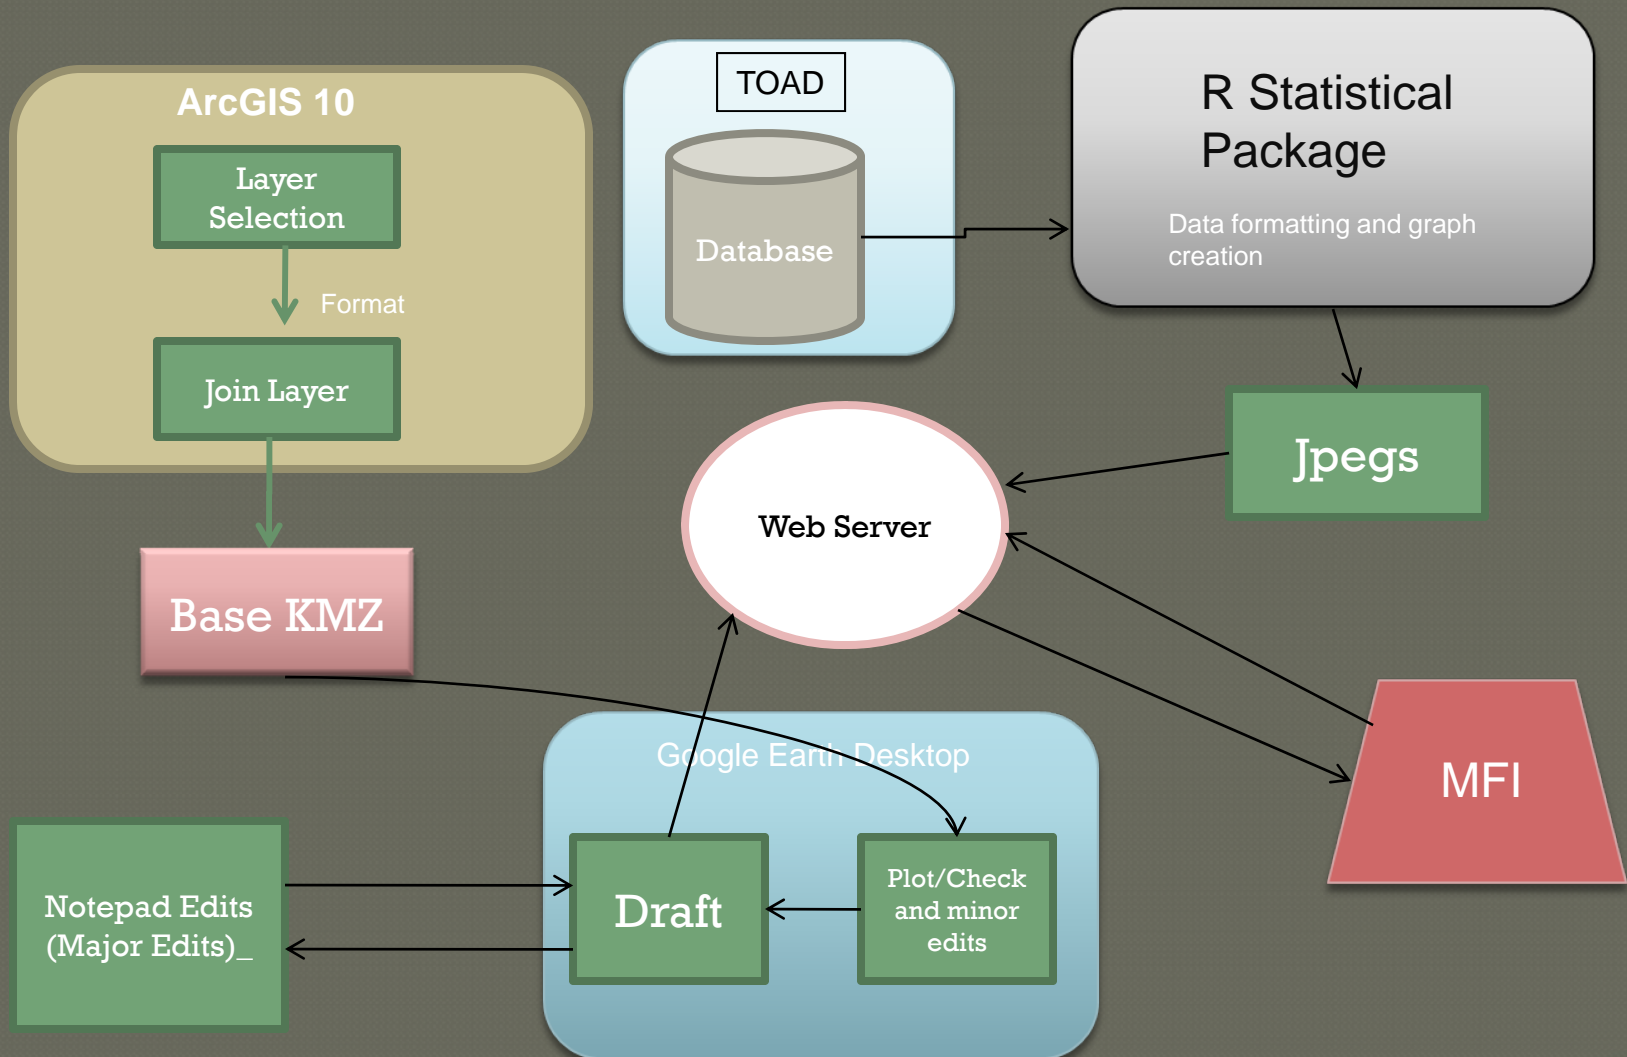 ArcGIS 10
Layer
Selection
Format
Join Layer
Base KMZ
TOAD
Database
R Statistical
Package
Data formatting and graph
creation
Jpegs
Web Server
MFI
Google Earth Desktop
Draft
Plot/Check
and minor
edits
Notepad Edits
(Major Edits)_